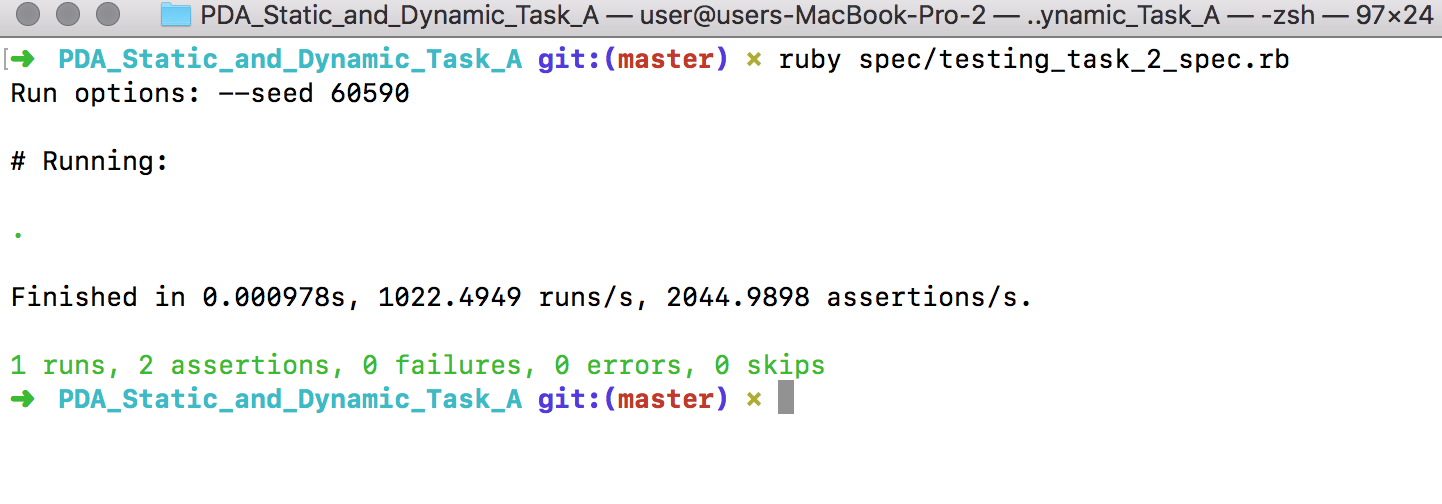 PDA_Static_and_Dynamic_Task_A — user@users-MacBook-Pro-2 — ..ynamic_Task_A — -zsh — 97×24
[➜ PDA_Static_and_Dynamic_Task_A git:(master) × ruby spec/testing_task_2_spec.rb
Run options: --seed 60590
# Running:
.
Finished in 0.000978s, 1022.4949 runs/s, 2044.9898 assertions/s.
1 runs, 2 assertions, 0 failures, 0 errors, 0 skips
➜ PDA_Static_and_Dynamic_Task_A git:(master) ×